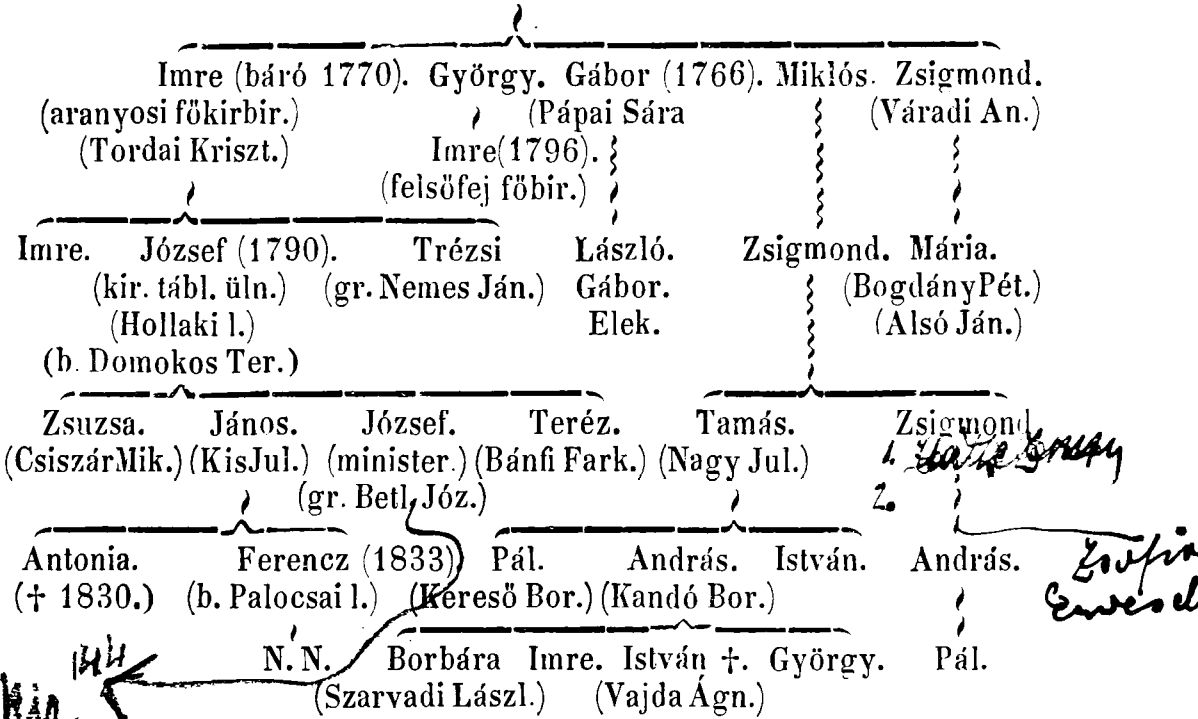 Imre (báró 1770). György. Gábor (1766). Miklós. Zsigmond.
(aranyosi főkirbir.) (Pápai Sára (Váradi An.)
(Tordai Kriszt.) Imre(1796).
(felsőfej főbir.)
Imre. József (1790). Trézsi László. Zsigmond. Mária.
(kir. tábl. üln.) (gr. Nemes Ján.) Gábor. (Bogdány Pét.)
(Hollaki l.) Elek. (Alsó Ján.)
(b. Domokos Ter.)
Zsuzsa. János. József. Teréz. Tamás. Zsigmond
(Csiszár Mik.) (Kis Jul.) (minister.) (Bánfi Fark.) (Nagy Jul.) 1.
(gr. Betl. Józ.) 2.
Antonia. Ferencz (1833) Pál. András. István. András.
(† 1830.) (b. Palocsai l.) (Kereső Bor.) (Kandó Bor.)
N. N. Borbára Imre. István †. György. Pál.
(Szarvadi Lászl.) (Vajda Ágn.)